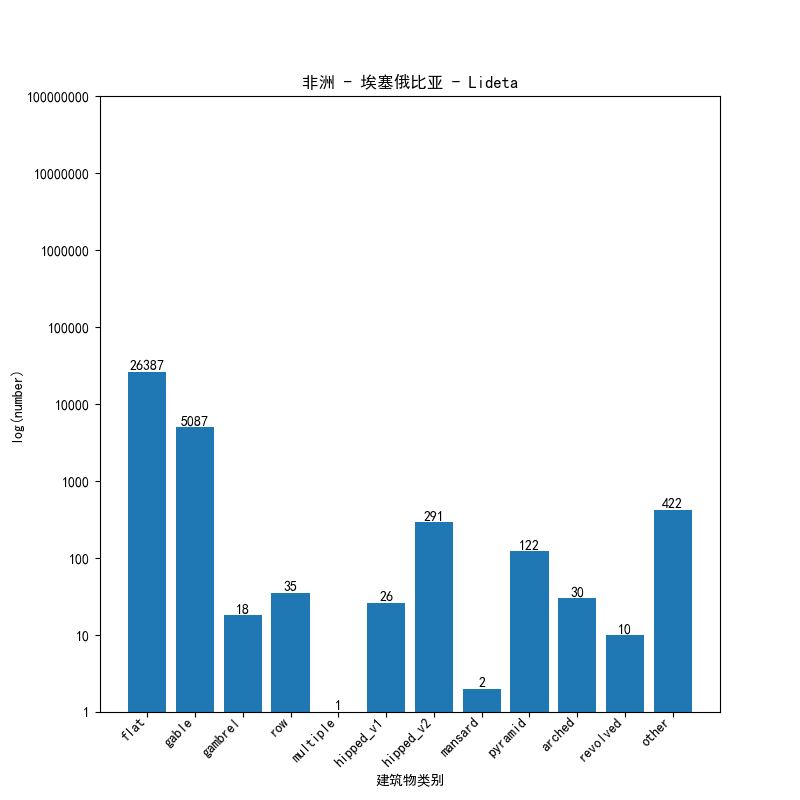 非洲 - 埃塞俄比亚 - Lideta
100000000
10000000
1000000
100000
10000
1000
100
10
1
log(number)
26387
5087
18
35
1
26
291
2
122
30
10
422
flat
gable
gambrel
row
multiple
hipped_v1
hipped_v2
mansard
pyramid
arched
revolved
other
建筑物类别